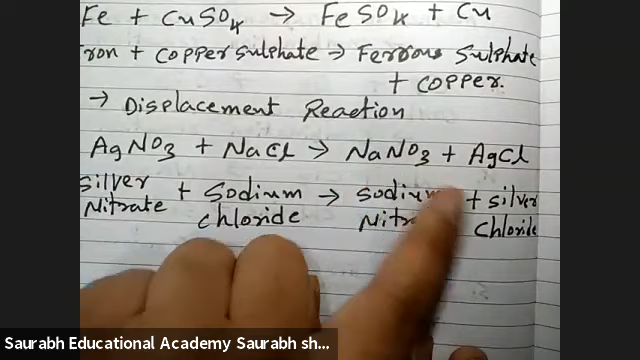 Fe + CuSO4 → FeSO4 + Cu
Iron + copper sulphate → Ferrous Sulphate
+ copper.
→ Displacement Reaction
AgNO3 + NaCl → NaNO3 + AgCl
Silver Nitrate + Sodium chloride → Sodium + Silver Chloride
Saurabh Educational Academy Saurabh sh...